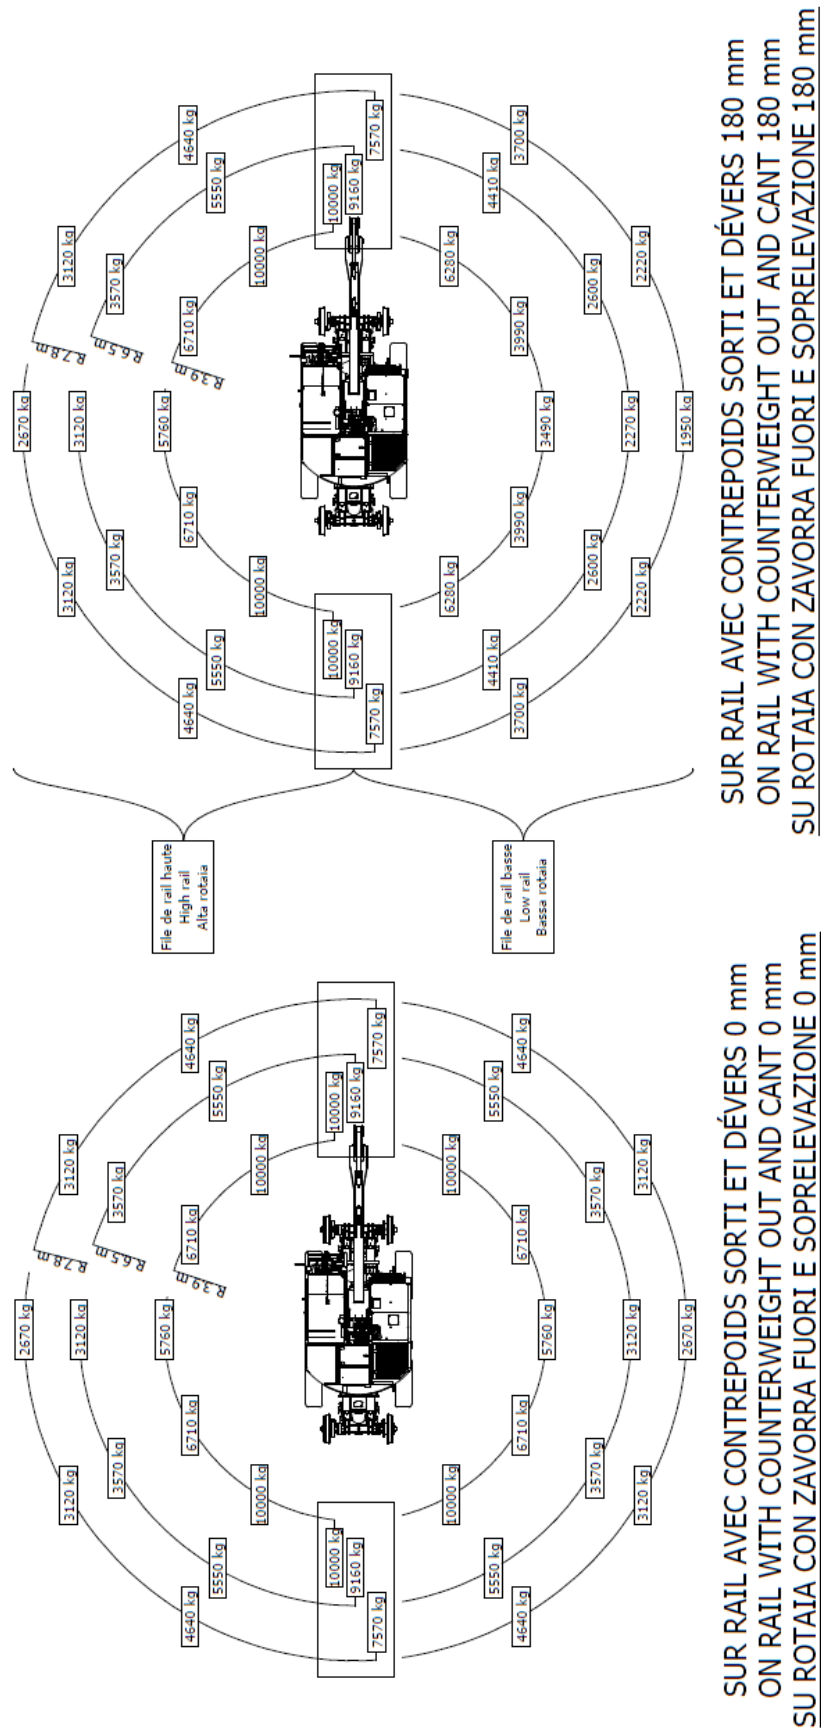 2670 kg
R 7.8 m
3120 kg
3120 kg
3120 kg
R 6.5 m
3570 kg
3570 kg
5760 kg
4640 kg
6710 kg
6710 kg
4640 kg
R 3.9 m
5550 kg
5550 kg
10000 kg
10000 kg
10000 kg
10000 kg
9160 kg
9160 kg
7570 kg
7570 kg
10000 kg
10000 kg
5550 kg
5550 kg
4640 kg
6710 kg
6710 kg
4640 kg
5760 kg
3570 kg
3570 kg
3120 kg
3120 kg
3120 kg
2670 kg
SUR RAIL AVEC CONTREPOIDS SORTI ET DÉVERS 0 mm
ON RAIL WITH COUNTERWEIGHT OUT AND CANT 0 mm
SU ROTAIA CON ZAVORRA FUORI E SOPRELEVAZIONE 0 mm
File de rail haute
High rail
Alta rotaia
File de rail basse
Low rail
Bassa rotaia
2670 kg
R 7.8 m
3120 kg
3120 kg
3120 kg
R 6.5 m
3570 kg
3570 kg
5760 kg
4640 kg
6710 kg
6710 kg
4640 kg
R 3.9 m
5550 kg
5550 kg
10000 kg
10000 kg
10000 kg
10000 kg
9160 kg
9160 kg
7570 kg
7570 kg
6280 kg
6280 kg
4410 kg
4410 kg
3700 kg
3990 kg
3990 kg
3700 kg
3490 kg
2600 kg
2600 kg
2270 kg
2220 kg
2220 kg
1950 kg
SUR RAIL AVEC CONTREPOIDS SORTI ET DÉVERS 180 mm
ON RAIL WITH COUNTERWEIGHT OUT AND CANT 180 mm
SU ROTAIA CON ZAVORRA FUORI E SOPRELEVAZIONE 180 mm